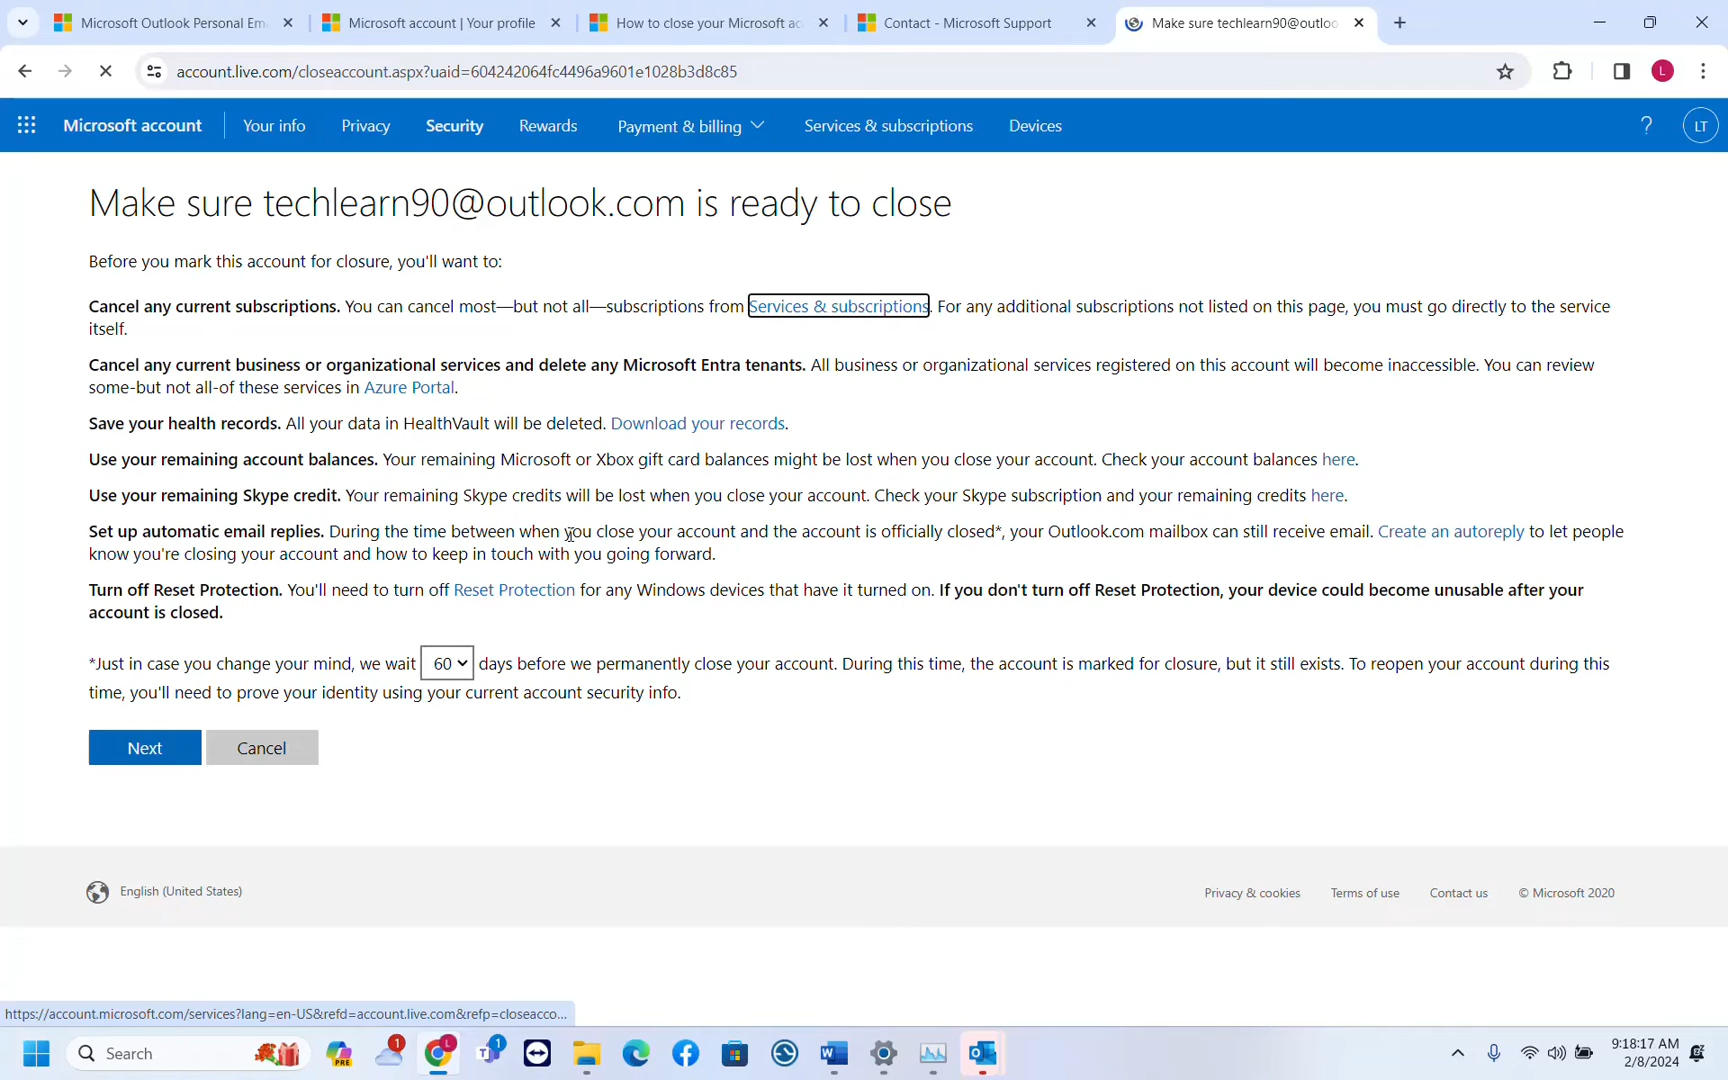 Microsoft Outlook Personal Em
Microsoft account | Your profile
How to close your Microsoft ac
Contact - Microsoft Support
Make sure techlearn90@outloo
account.live.com/closeaccount.aspx?uaid=604242064fc4496a9601e1028b3d8c85
L
Microsoft account
Your info
Privacy
Security
Rewards
Payment & billing
Services & subscriptions
Devices
?
LT
Make sure techlearn90@outlook.com is ready to close
Before you mark this account for closure, you'll want to:
Cancel any current subscriptions. You can cancel most—but not all—subscriptions from Services & subscriptions. For any additional subscriptions not listed on this page, you must go directly to the service
itself.
Cancel any current business or organizational services and delete any Microsoft Entra tenants. All business or organizational services registered on this account will become inaccessible. You can review
some-but not all-of these services in Azure Portal.
Save your health records. All your data in HealthVault will be deleted. Download your records.
Use your remaining account balances. Your remaining Microsoft or Xbox gift card balances might be lost when you close your account. Check your account balances here.
Use your remaining Skype credit. Your remaining Skype credits will be lost when you close your account. Check your Skype subscription and your remaining credits here.
Set up automatic email replies. During the time between when you close your account and the account is officially closed*, your Outlook.com mailbox can still receive email. Create an autoreply to let people
know you're closing your account and how to keep in touch with you going forward.
Turn off Reset Protection. You'll need to turn off Reset Protection for any Windows devices that have it turned on. If you don't turn off Reset Protection, your device could become unusable after your
account is closed.
*Just in case you change your mind, we wait 60 days before we permanently close your account. During this time, the account is marked for closure, but it still exists. To reopen your account during this
time, you'll need to prove your identity using your current account security info.
Next
Cancel
English (United States)
Privacy & cookies
Terms of use
Contact us
© Microsoft 2020
https://account.microsoft.com/services?lang=en-US&refd=account.live.com&refp=closeacco...
Search
PRE
1
L
1
9:18:17 AM
2/8/2024